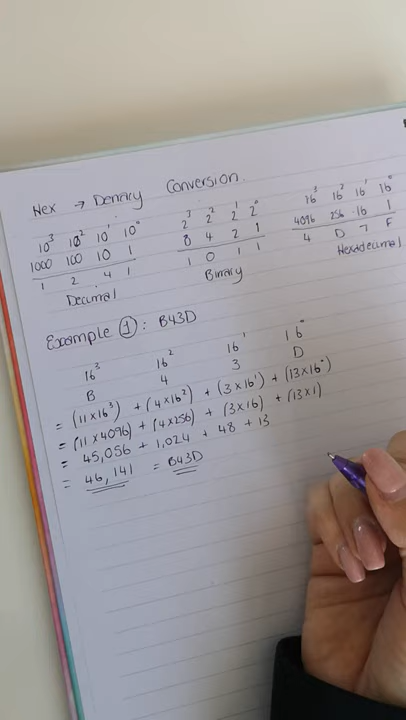 Hex → Denary Conversion
10³ 10² 10¹ 10⁰
1000 100 10 1
1 2 4 1
Decimal
2³ 2² 2¹ 2⁰
8 4 2 1
1 0 1 1
Binary
16³ 16² 16¹ 16⁰
4096 256 16 1
4 D 7 F
Hexadecimal
Example ①: B43D
16³ 16² 16¹ 16⁰
B 4 3 D
= (11×16³) + (4×16²) + (3×16¹) + (13×16⁰)
= (11×4096) + (4×256) + (3×16) + (13×1)
= 45,056 + 1,024 + 48 + 13
= 46,141 = B43D